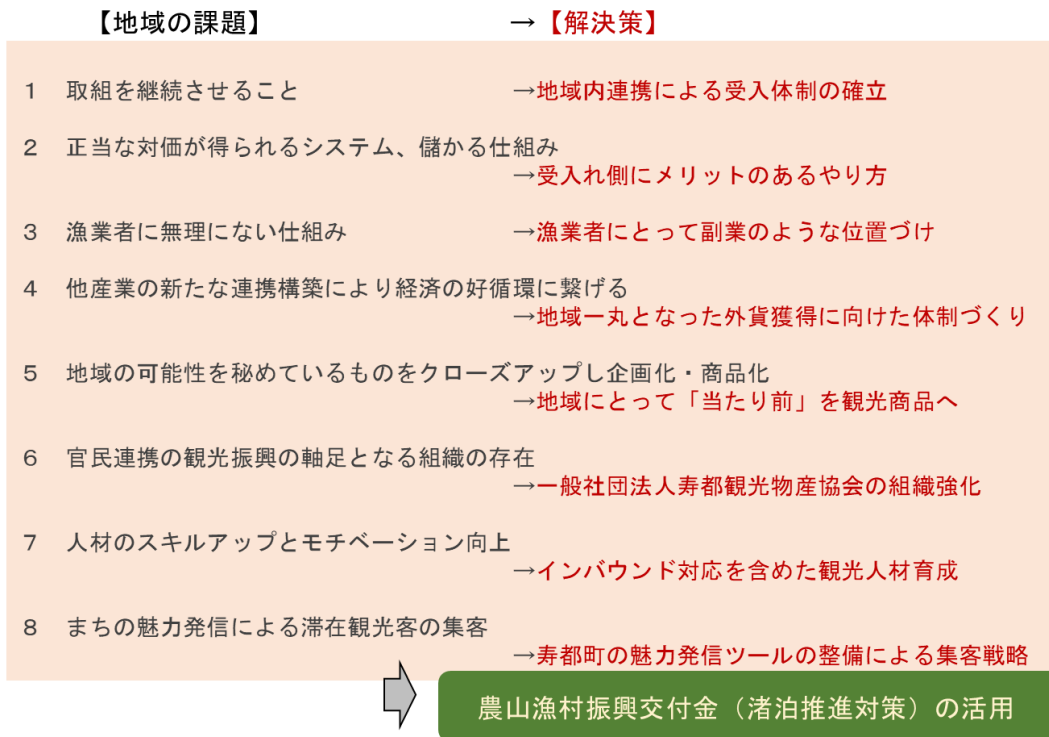 【地域の課題】 →【解決策】
1 取組を継続させること →地域内連携による受入体制の確立
2 正当な対価が得られるシステム、儲かる仕組み
→受入れ側にメリットのあるやり方
3 漁業者に無理にない仕組み →漁業者にとって副業のような位置づけ
4 他産業の新たな連携構築により経済の好循環に繋げる
→地域一丸となった外貨獲得に向けた体制づくり
5 地域の可能性を秘めているものをクローズアップし企画化・商品化
→地域にとって「当たり前」を観光商品へ
6 官民連携の観光振興の軸足となる組織の存在
→一般社団法人寿都観光物産協会の組織強化
7 人材のスキルアップとモチベーション向上
→インバウンド対応を含めた観光人材育成
8 まちの魅力発信による滞在観光客の集客
→寿都町の魅力発信ツールの整備による集客戦略
農山漁村振興交付金（渚泊推進対策）の活用